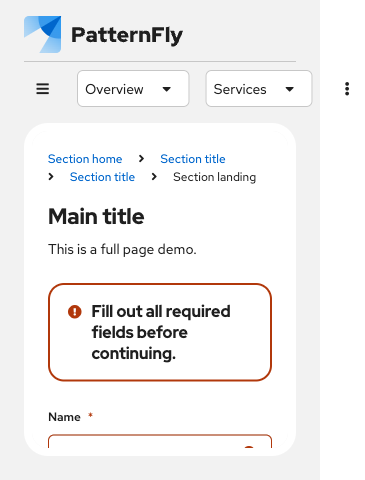 PatternFly
Overview Services
Section home Section title
Section title Section landing
Main title
This is a full page demo.
Fill out all required
fields before
continuing.
Name *